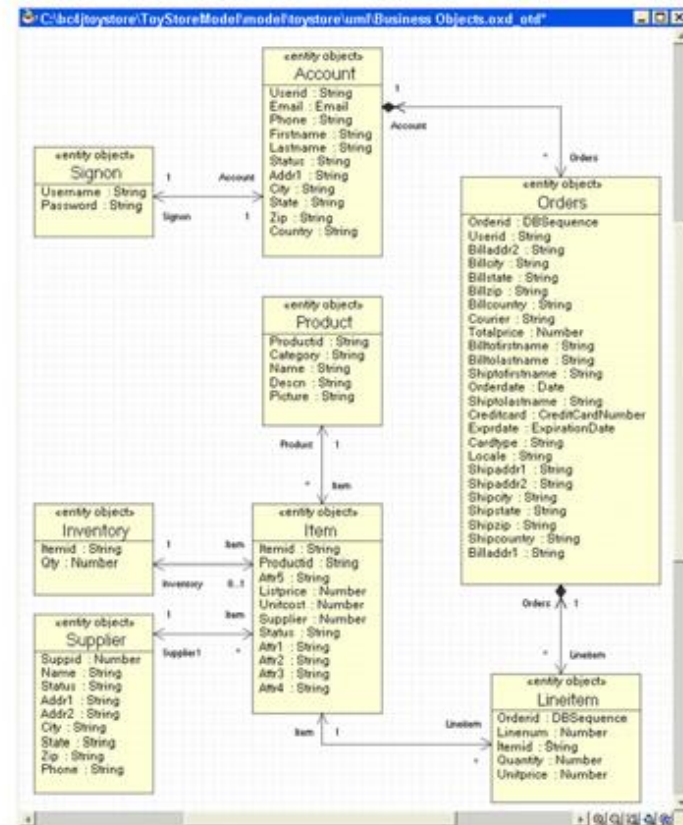 C:\bc4jtoystore\ToyStoreModel\model\toystore\uml\Business Objects.oxd_otd*
«entity object»
Account
Userid : String
Email : Email
Phone : String
Firstname : String
Lastname : String
Status : String
Addr1 : String
City : String
State : String
Zip : String
Country : String
1
Account
*
Orders
«entity object»
Signon
Username : String
Password : String
1
Account
Signon
1
«entity object»
Orders
Orderid : DBSequence
Userid : String
Billaddr2 : String
Billcity : String
Billstate : String
Billzip : String
Billcountry : String
Courier : String
Totalprice : Number
Billtofirstname : String
Billtolastname : String
Shiptofirstname : String
Orderdate : Date
Shiptolastname : String
Creditcard : CreditCardNumber
Exprdate : ExpirationDate
Cardtype : String
Locale : String
Shipaddr1 : String
Shipaddr2 : String
Shipcity : String
Shipstate : String
Shipzip : String
Shipcountry : String
Billaddr1 : String
«entity object»
Product
Productid : String
Category : String
Name : String
Descn : String
Picture : String
Product
1
*
Item
«entity object»
Inventory
Itemid : String
Qty : Number
1
Item
Inventory
0..1
«entity object»
Item
Itemid : String
Productid : String
Attr5 : String
Listprice : Number
Unitcost : Number
Supplier : Number
Status : String
Attr1 : String
Attr2 : String
Attr3 : String
Attr4 : String
«entity object»
Supplier
Suppid : Number
Name : String
Status : String
Addr1 : String
Addr2 : String
City : String
State : String
Zip : String
Phone : String
1
Item
Supplier1
*
Orders
1
*
Lineitem
«entity object»
Lineitem
Orderid : DBSequence
Linenum : Number
Itemid : String
Quantity : Number
Unitprice : Number
Item
1
Lineitem
*